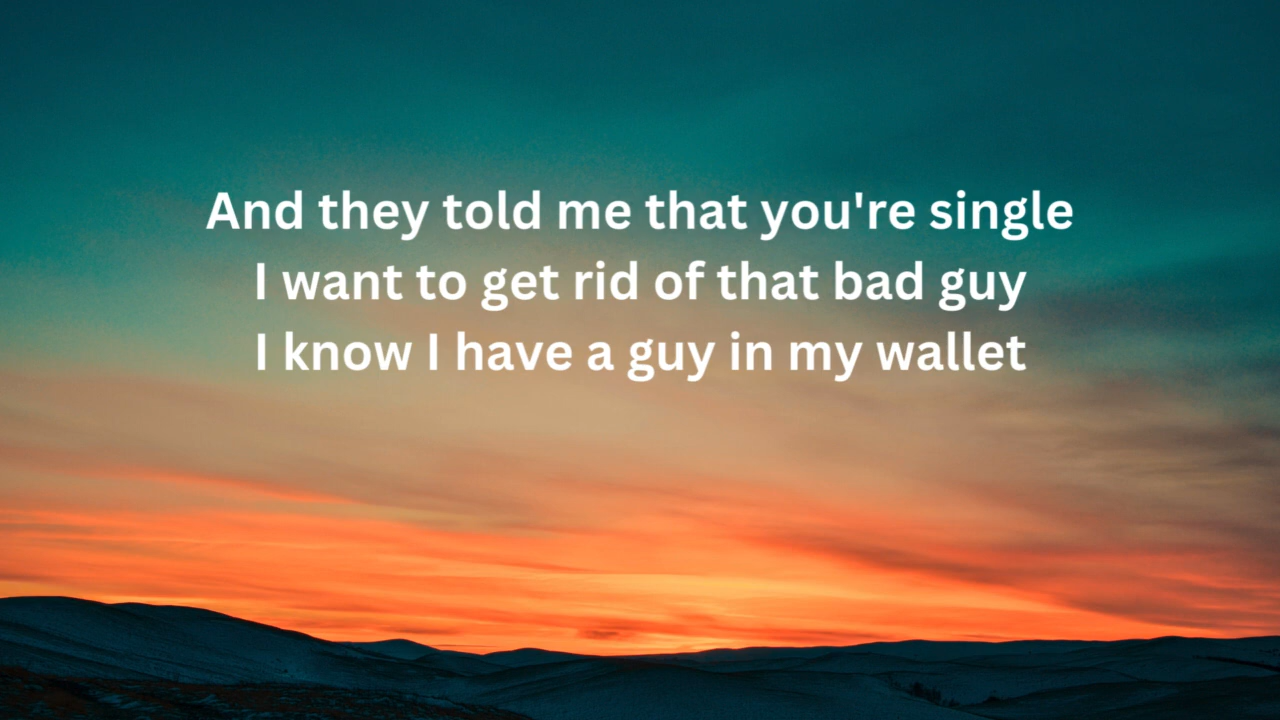 And they told me that you're single
I want to get rid of that bad guy
I know I have a guy in my wallet